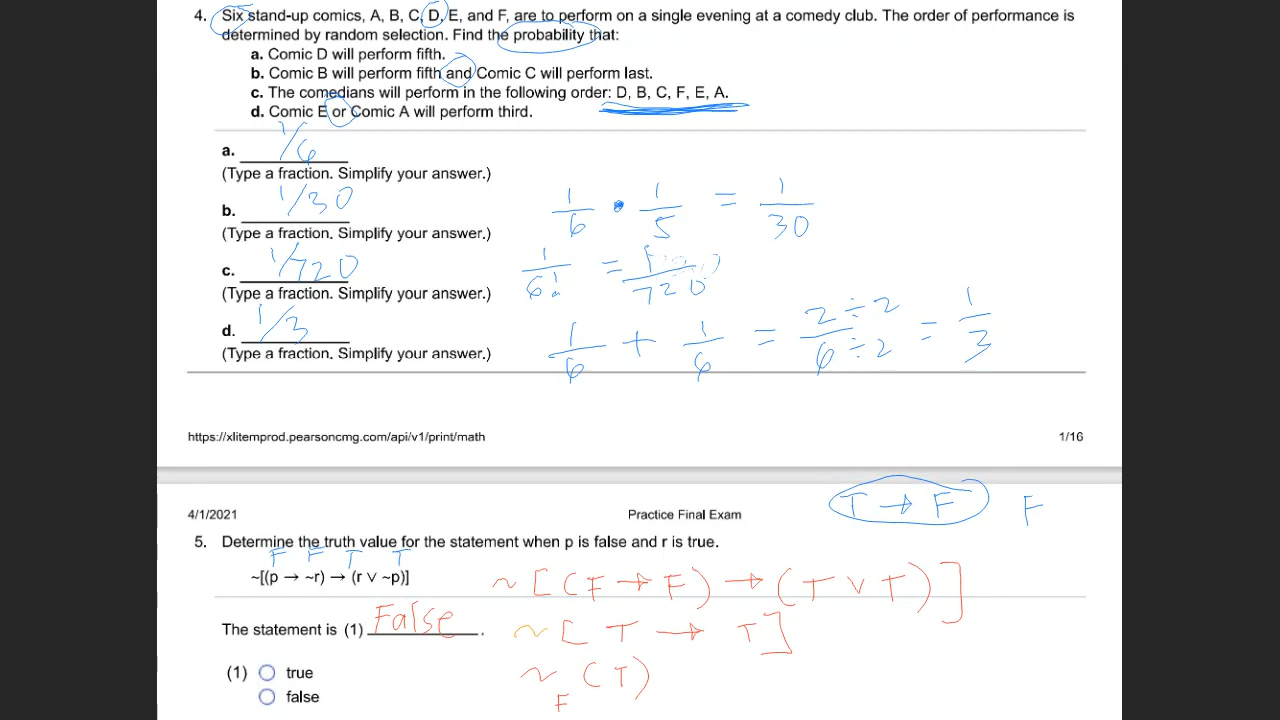 4. Six stand-up comics, A, B, C, D, E, and F, are to perform on a single evening at a comedy club. The order of performance is
determined by random selection. Find the probability that:
a. Comic D will perform fifth.
b. Comic B will perform fifth and Comic C will perform last.
c. The comedians will perform in the following order: D, B, C, F, E, A.
d. Comic E or Comic A will perform third.
a. 1/6
(Type a fraction. Simplify your answer.)
b. 1/30 1/6 · 1/5 = 1/30
(Type a fraction. Simplify your answer.)
c. 1/720 1/6! = 1/720
(Type a fraction. Simplify your answer.)
d. 1/3 1/6 + 1/6 = 2÷2/6÷2 = 1/3
(Type a fraction. Simplify your answer.)
https://xlitemprod.pearsoncmg.com/api/v1/print/math 1/16
T → F F
4/1/2021 Practice Final Exam
5. Determine the truth value for the statement when p is false and r is true.
F F T T
~[(p → ~r) → (r ∨ ~p)] ~[(F → F) → (T ∨ T)]
The statement is (1) False. ~[T → T]
(1) true ~(T)
false F